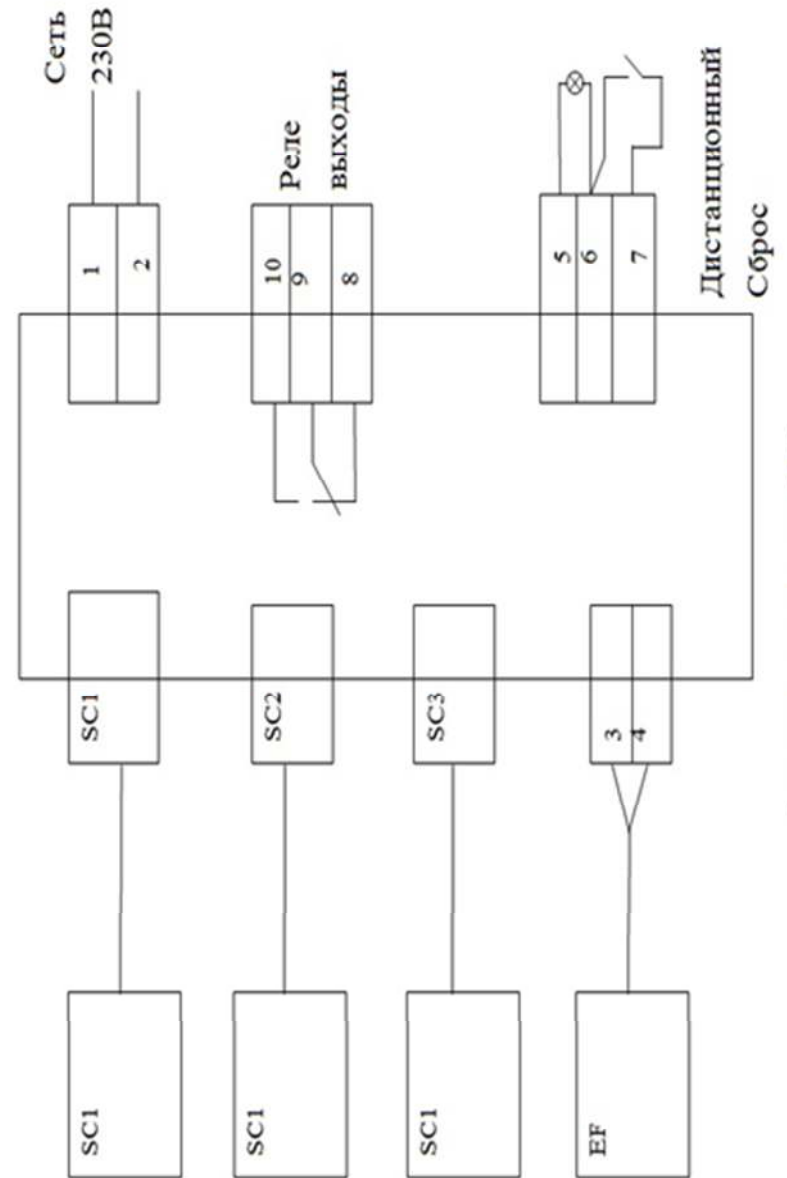 Сеть
230В
1
2
Реле
выходы
10
9
8
5
6
7
Дистанционный
Сброс
SC1
SC2
SC3
3
4
SC1
SC1
SC1
EF